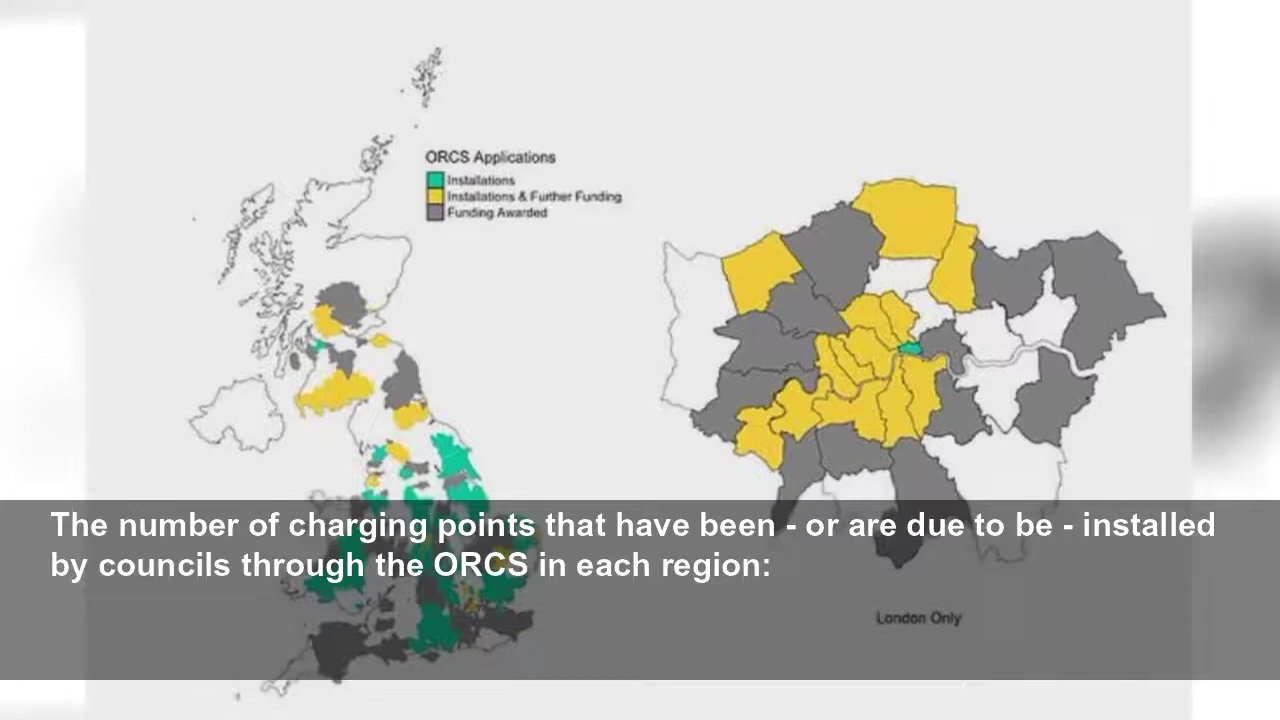 ORCS Applications
Installations
Installations & Further Funding
Funding Awarded
The number of charging points that have been - or are due to be - installed
by councils through the ORCS in each region:
London Only